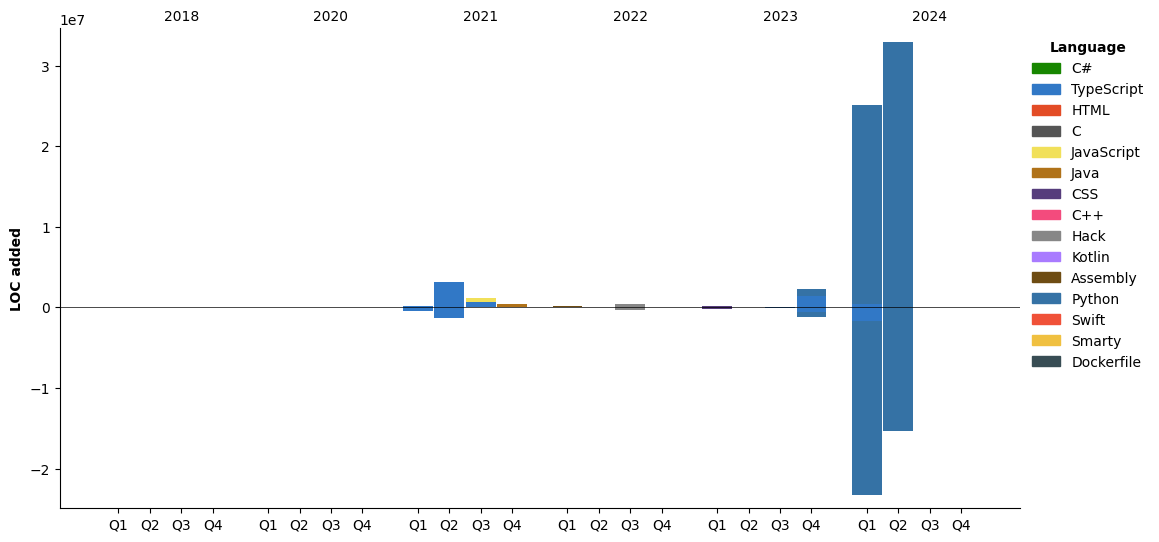 1e7
2018 2020 2021 2022 2023 2024
LOC added
3
2
1
0
−1
−2
Q1 Q2 Q3 Q4 Q1 Q2 Q3 Q4 Q1 Q2 Q3 Q4 Q1 Q2 Q3 Q4 Q1 Q2 Q3 Q4 Q1 Q2 Q3 Q4
Language
C#
TypeScript
HTML
C
JavaScript
Java
CSS
C++
Hack
Kotlin
Assembly
Python
Swift
Smarty
Dockerfile